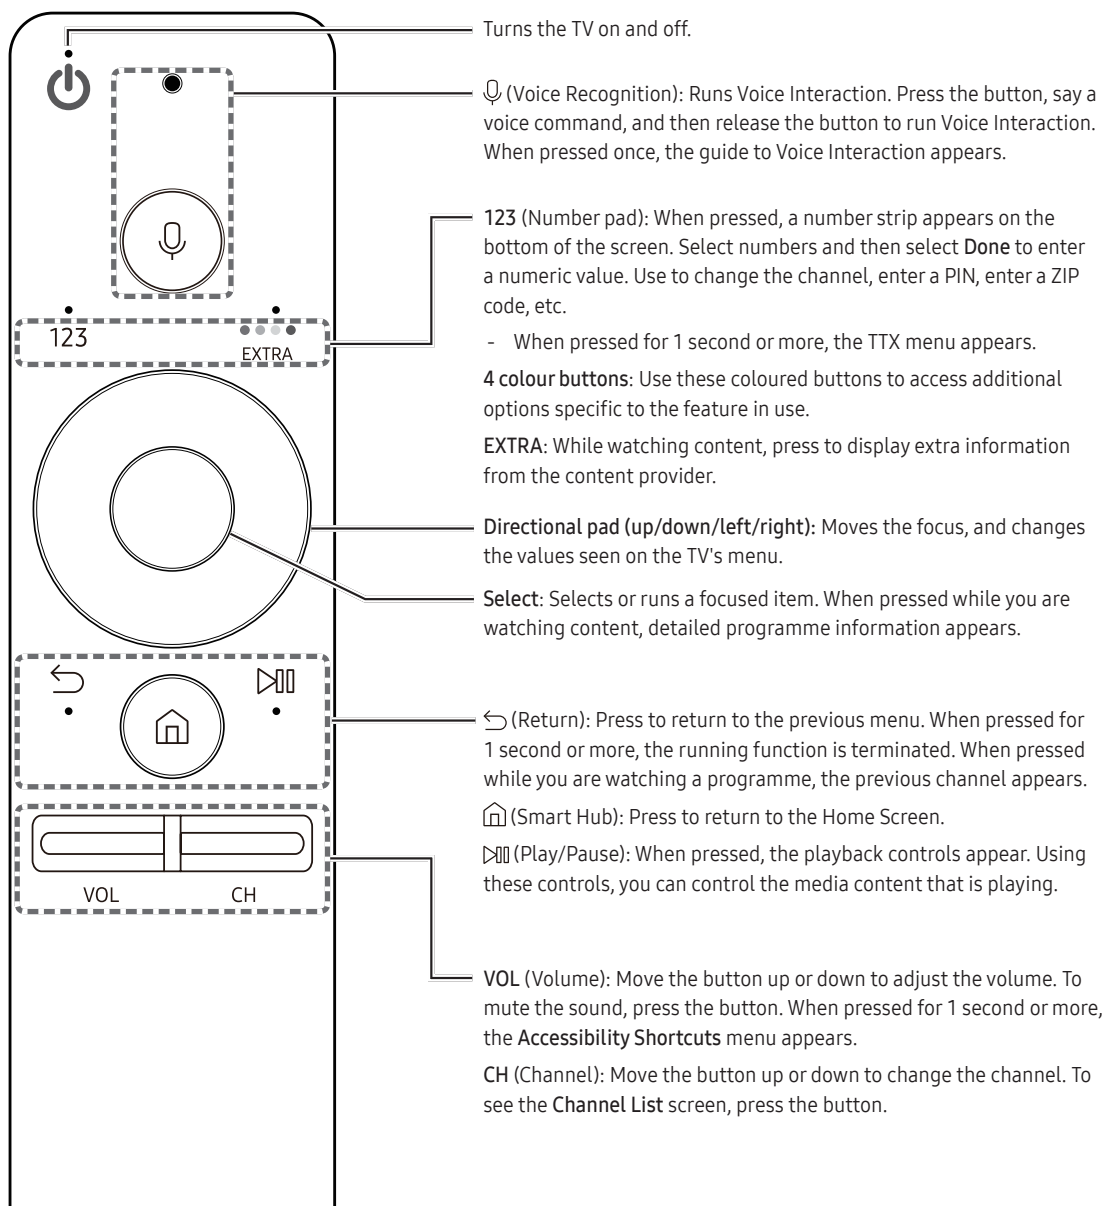 Turns the TV on and off.
(Voice Recognition): Runs Voice Interaction. Press the button, say a
voice command, and then release the button to run Voice Interaction.
When pressed once, the guide to Voice Interaction appears.
123 (Number pad): When pressed, a number strip appears on the
bottom of the screen. Select numbers and then select Done to enter
a numeric value. Use to change the channel, enter a PIN, enter a ZIP
code, etc.
- When pressed for 1 second or more, the TTX menu appears.
4 colour buttons: Use these coloured buttons to access additional
options specific to the feature in use.
EXTRA: While watching content, press to display extra information
from the content provider.
123
EXTRA
Directional pad (up/down/left/right): Moves the focus, and changes
the values seen on the TV's menu.
Select: Selects or runs a focused item. When pressed while you are
watching content, detailed programme information appears.
(Return): Press to return to the previous menu. When pressed for
1 second or more, the running function is terminated. When pressed
while you are watching a programme, the previous channel appears.
(Smart Hub): Press to return to the Home Screen.
(Play/Pause): When pressed, the playback controls appear. Using
these controls, you can control the media content that is playing.
VOL
CH
VOL (Volume): Move the button up or down to adjust the volume. To
mute the sound, press the button. When pressed for 1 second or more,
the Accessibility Shortcuts menu appears.
CH (Channel): Move the button up or down to change the channel. To
see the Channel List screen, press the button.